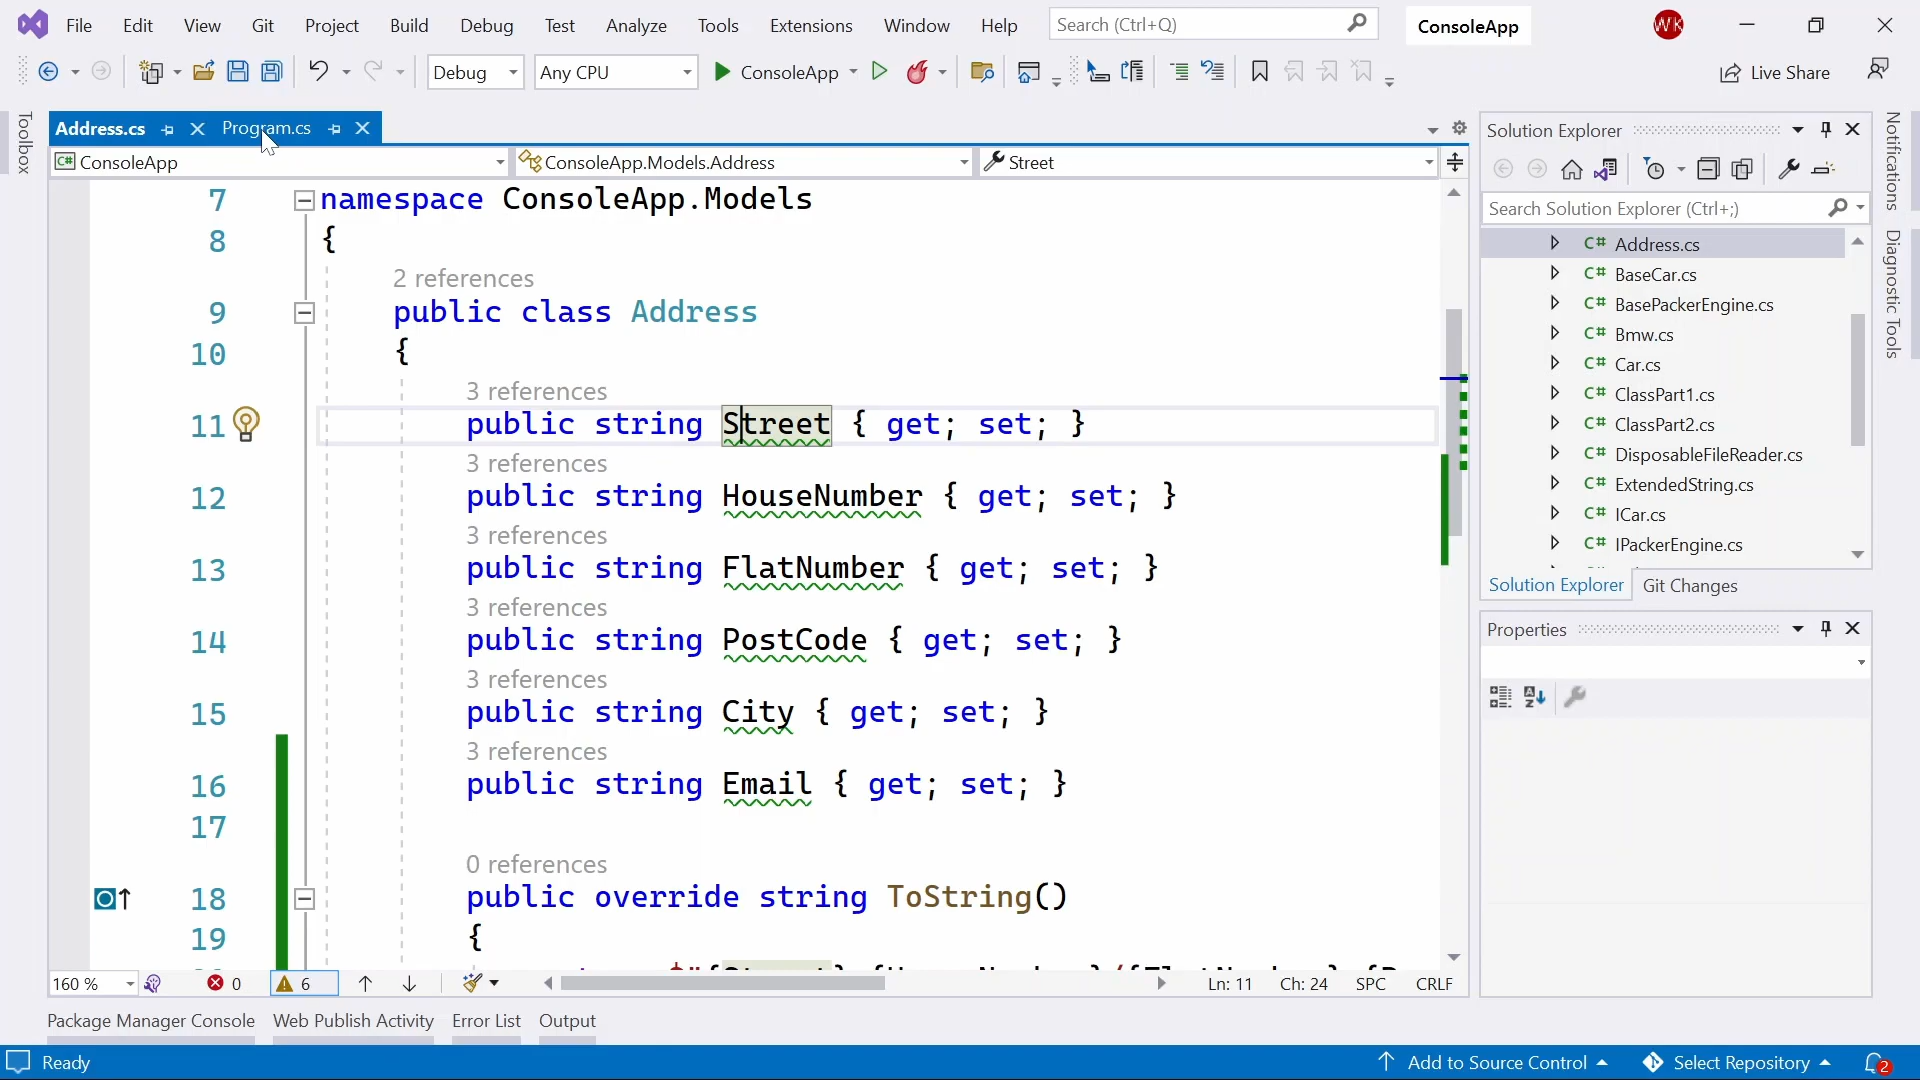 File Edit View Git Project Build Debug Test Analyze Tools Extensions Window Help Search (Ctrl+Q) ConsoleApp WK
Debug Any CPU ConsoleApp Live Share
Toolbox
Address.cs Program.cs
ConsoleApp ConsoleApp.Models.Address Street
7 namespace ConsoleApp.Models
8 {
2 references
9 public class Address
10 {
3 references
11 public string Street { get; set; }
3 references
12 public string HouseNumber { get; set; }
3 references
13 public string FlatNumber { get; set; }
3 references
14 public string PostCode { get; set; }
3 references
15 public string City { get; set; }
3 references
16 public string Email { get; set; }
17
0 references
18 public override string ToString()
19 {
160 % 0 6 Ln: 11 Ch: 24 SPC CRLF
Solution Explorer
Search Solution Explorer (Ctrl+;)
C# Address.cs
C# BaseCar.cs
C# BasePackerEngine.cs
C# Bmw.cs
C# Car.cs
C# ClassPart1.cs
C# ClassPart2.cs
C# DisposableFileReader.cs
C# ExtendedString.cs
C# ICar.cs
C# IPackerEngine.cs
Solution Explorer Git Changes
Properties
Notifications
Diagnostic Tools
Package Manager Console Web Publish Activity Error List Output
Ready Add to Source Control Select Repository 2